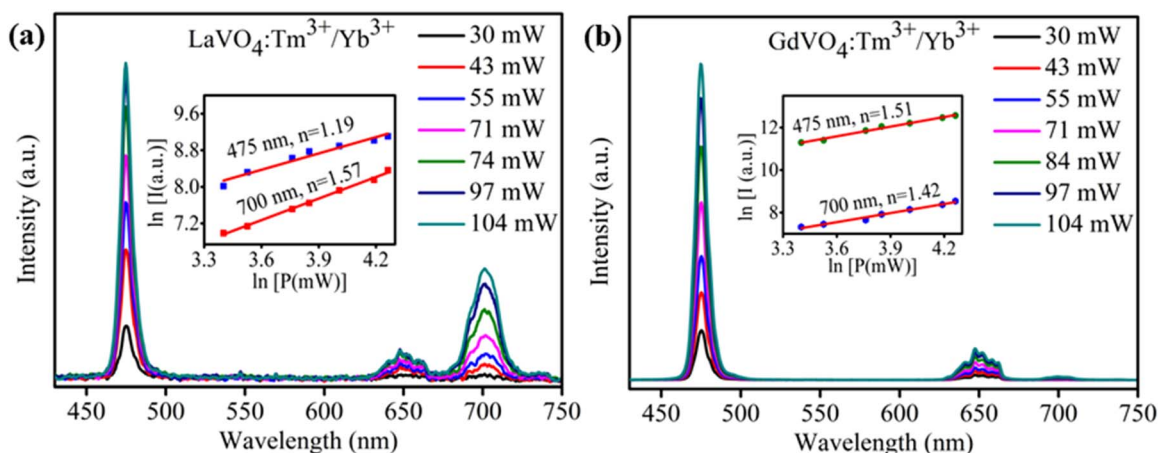 (a)
LaVO₄:Tm³⁺/Yb³⁺
30 mW
43 mW
55 mW
71 mW
74 mW
97 mW
104 mW
Intensity (a.u.)
ln [I(a.u.)]
9.6
8.8
8.0
7.2
475 nm, n=1.19
700 nm, n=1.57
3.3 3.6 3.9 4.2
ln [P(mW)]
450 500 550 600 650 700 750
Wavelength (nm)
(b)
GdVO₄:Tm³⁺/Yb³⁺
30 mW
43 mW
55 mW
71 mW
84 mW
97 mW
104 mW
Intensity (a.u.)
ln [I (a.u.)]
12
10
8
475 nm, n=1.51
700 nm, n=1.42
3.3 3.6 3.9 4.2
ln [P(mW)]
450 500 550 600 650 700 750
Wavelength (nm)